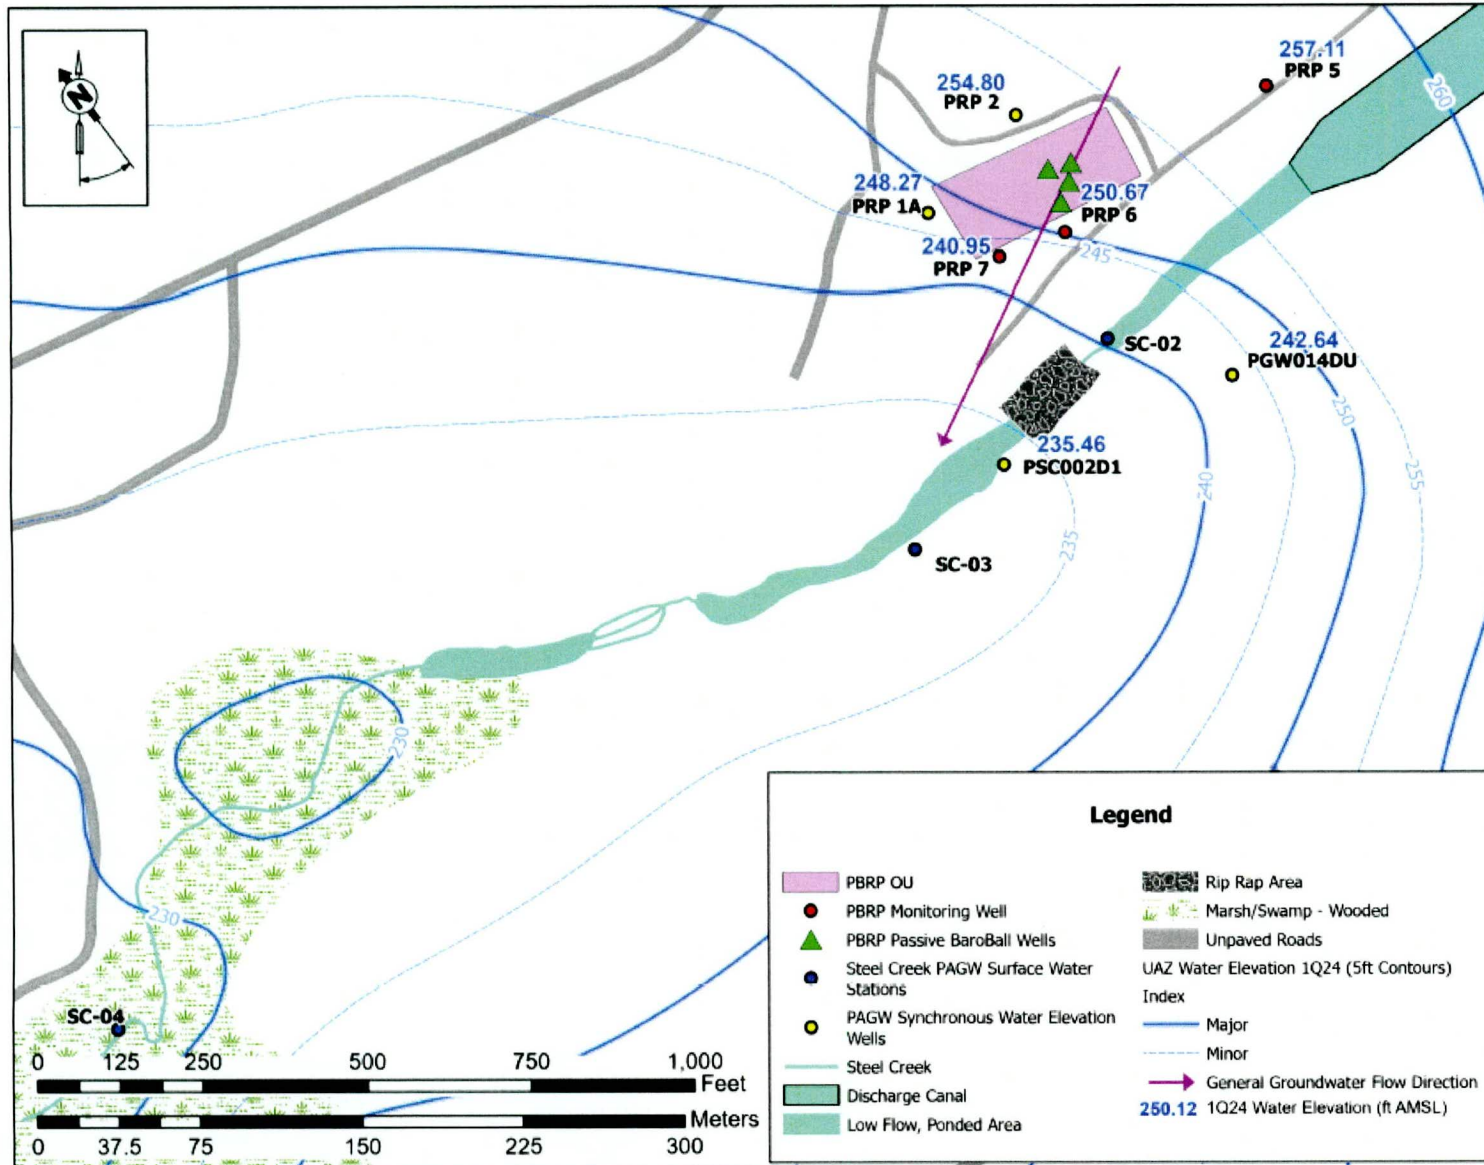 N
257.11
PRP 5
254.80
PRP 2
260
248.27
PRP 1A
250.67
PRP 6
240.95
PRP 7
245
SC-02
242.64
PGW014DU
250
235.46
PSC002D1
240
255
235
SC-03
230
230
SC-04
0 125 250 500 750 1,000
Feet
Meters
0 37.5 75 150 225 300
Legend
PBRP OU
PBRP Monitoring Well
PBRP Passive BaroBall Wells
Steel Creek PAGW Surface Water
Stations
PAGW Synchronous Water Elevation
Wells
Steel Creek
Discharge Canal
Low Flow, Ponded Area
Rip Rap Area
Marsh/Swamp - Wooded
Unpaved Roads
UAZ Water Elevation 1Q24 (5ft Contours)
Index
Major
Minor
General Groundwater Flow Direction
250.12 1Q24 Water Elevation (ft AMSL)